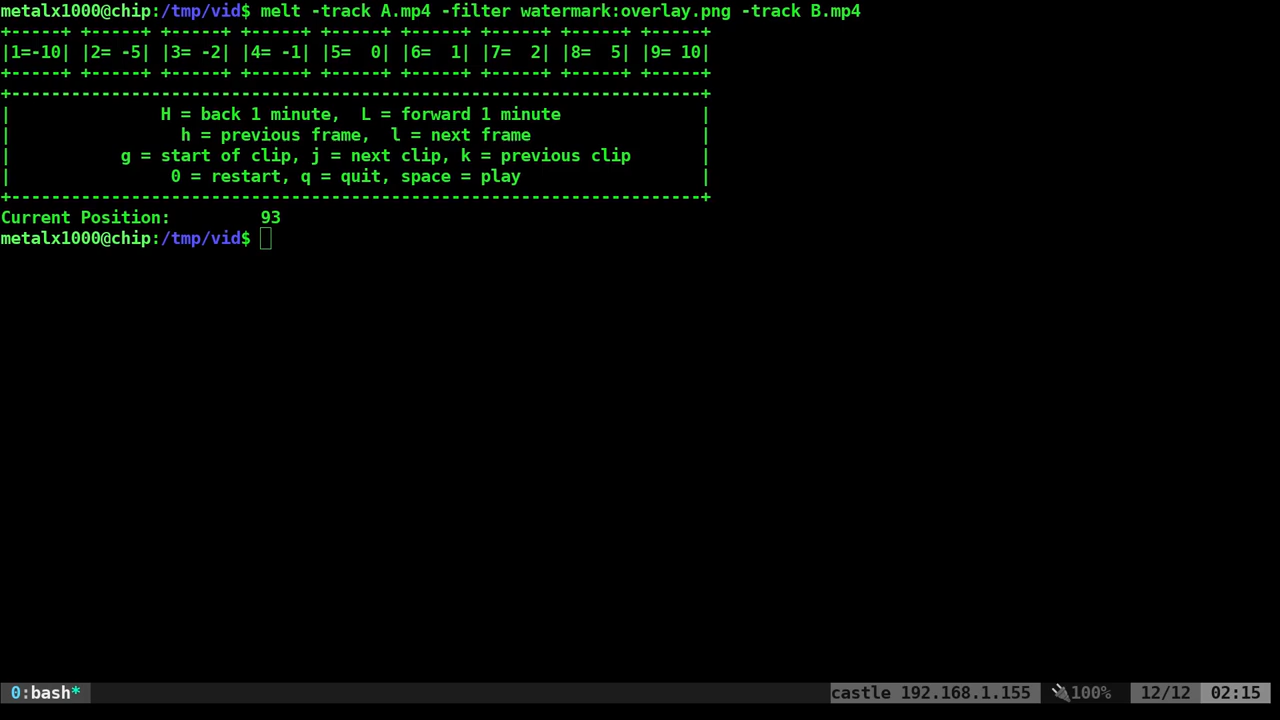 metalx1000@chip:/tmp/vid$ melt -track A.mp4 -filter watermark:overlay.png -track B.mp4
+-----+ +-----+ +-----+ +-----+ +-----+ +-----+ +-----+ +-----+ +-----+
|1=-10| |2= -5| |3= -2| |4= -1| |5=  0| |6=  1| |7=  2| |8=  5| |9= 10|
+-----+ +-----+ +-----+ +-----+ +-----+ +-----+ +-----+ +-----+ +-----+
+---------------------------------------------------------------------+
|               H = back 1 minute,  L = forward 1 minute              |
|                 h = previous frame,  l = next frame                 |
|           g = start of clip, j = next clip, k = previous clip       |
|                0 = restart, q = quit, space = play                  |
+---------------------------------------------------------------------+
Current Position:         93
metalx1000@chip:/tmp/vid$
0:bash* castle 192.168.1.155 🔌100% 12/12 02:15